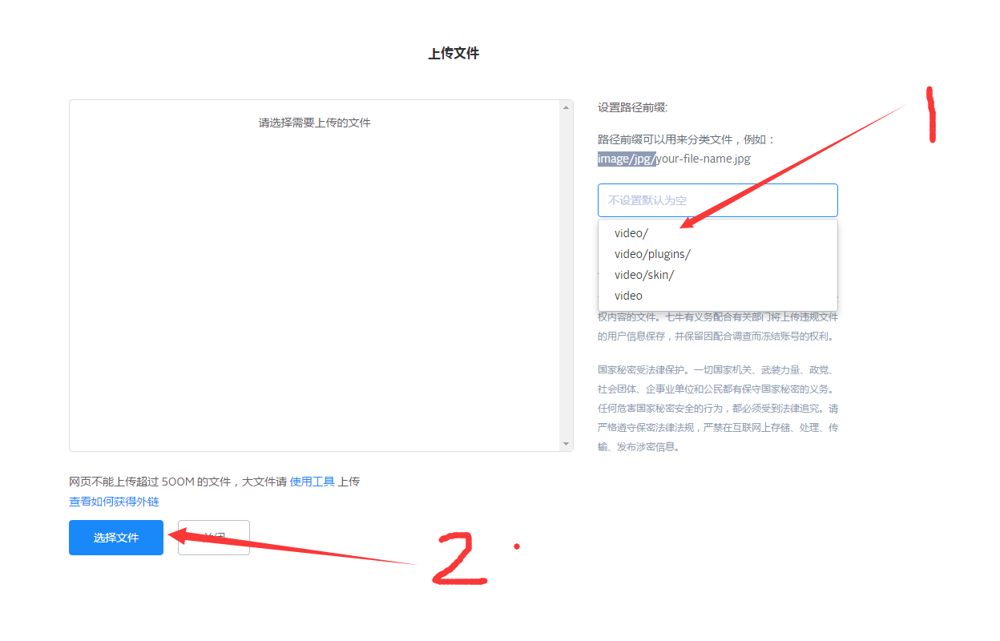 上传文件
请选择需要上传的文件
设置路径前缀:
路径前缀可以用来分类文件，例如：
image/jpg/your-file-name.jpg
不设置默认为空
video/
video/plugins/
video/skin/
video
权内容的文件。七牛有义务配合有关部门将上传违规文件
的用户信息保存，并保留因配合调查而冻结账号的权利。
国家秘密受法律保护。一切国家机关、武装力量、政党、
社会团体、企事业单位和公民都有保守国家秘密的义务。
任何危害国家秘密安全的行为，都必须受到法律追究。请
严格遵守保密法律法规，严禁在互联网上存储、处理、传
输、发布涉密信息。
网页不能上传超过 500M 的文件，大文件请 使用工具 上传
查看如何获得外链
选择文件
关闭
1
2.